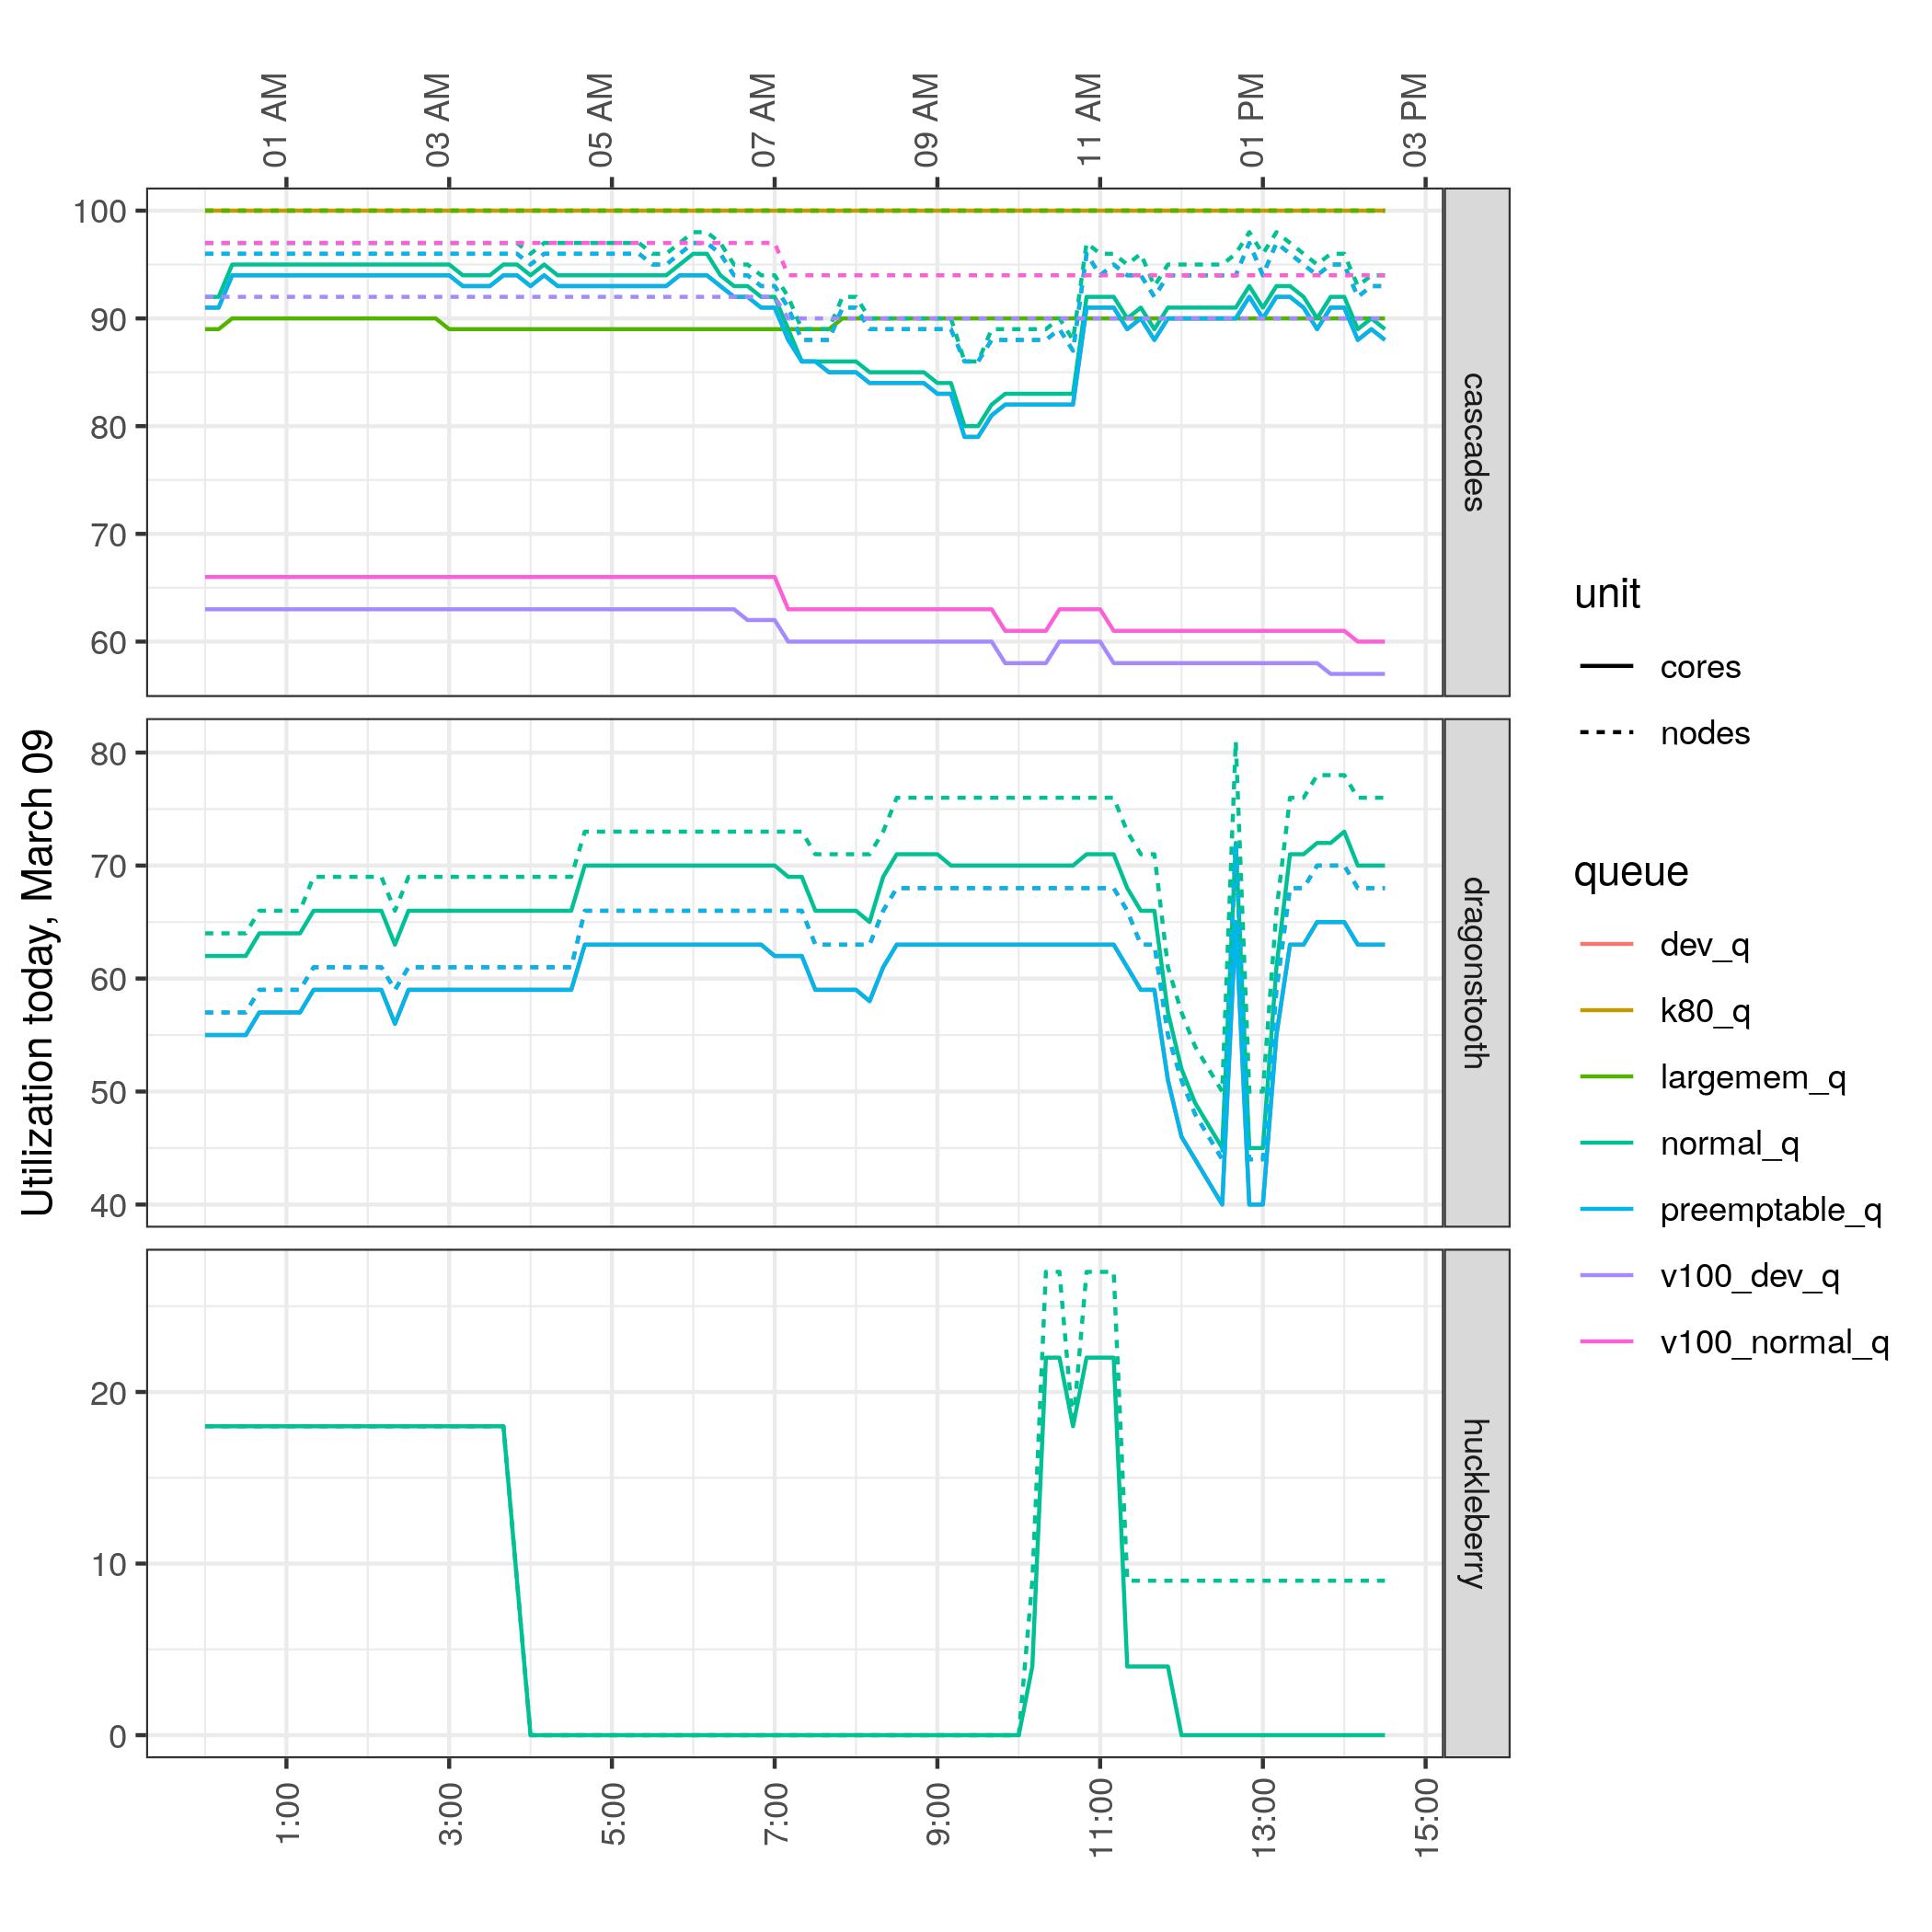 01 AM
03 AM
05 AM
07 AM
09 AM
11 AM
01 PM
03 PM
Utilization today, March 09
100
90
80
70
60
cascades
80
70
60
50
40
dragonstooth
20
10
0
huckleberry
1:00
3:00
5:00
7:00
9:00
11:00
13:00
15:00
unit
cores
nodes
queue
dev_q
k80_q
largemem_q
normal_q
preemptable_q
v100_dev_q
v100_normal_q